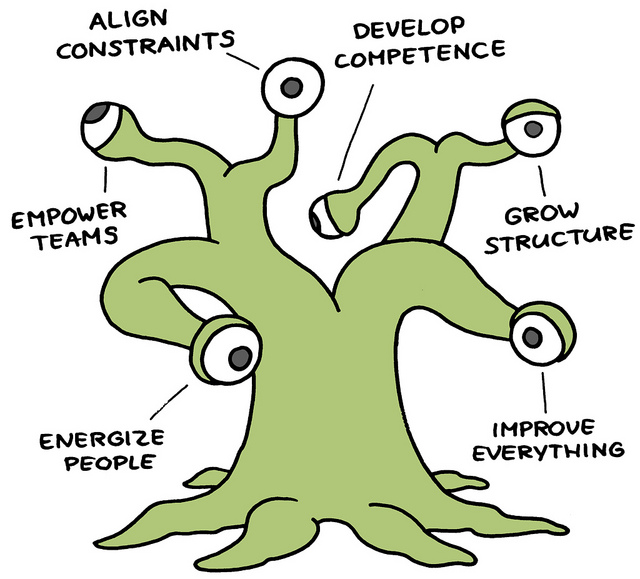 ALIGN
CONSTRAINTS
DEVELOP
COMPETENCE
EMPOWER
TEAMS
GROW
STRUCTURE
ENERGIZE
PEOPLE
IMPROVE
EVERYTHING